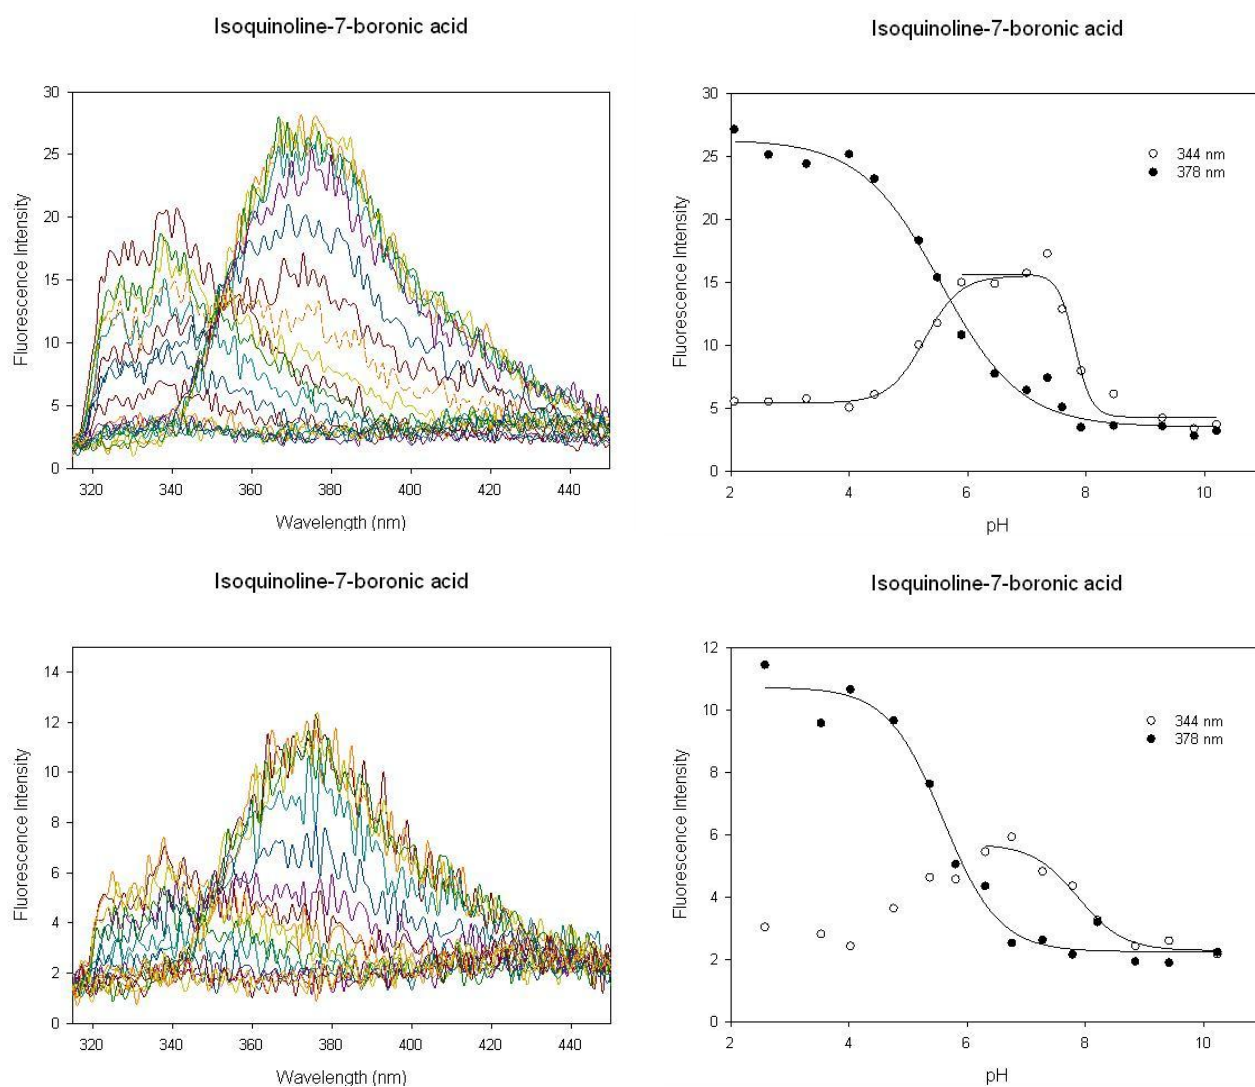 Isoquinoline-7-boronic acid
Fluorescence Intensity
30
25
20
15
10
5
0
320 340 360 380 400 420 440
Wavelength (nm)
Isoquinoline-7-boronic acid
Fluorescence Intensity
30
25
20
15
10
5
0
344 nm
378 nm
2 4 6 8 10
pH
Isoquinoline-7-boronic acid
Fluorescence Intensity
14
12
10
8
6
4
2
0
320 340 360 380 400 420 440
Wavelength (nm)
Isoquinoline-7-boronic acid
Fluorescence Intensity
12
10
8
6
4
2
0
344 nm
378 nm
2 4 6 8 10
pH